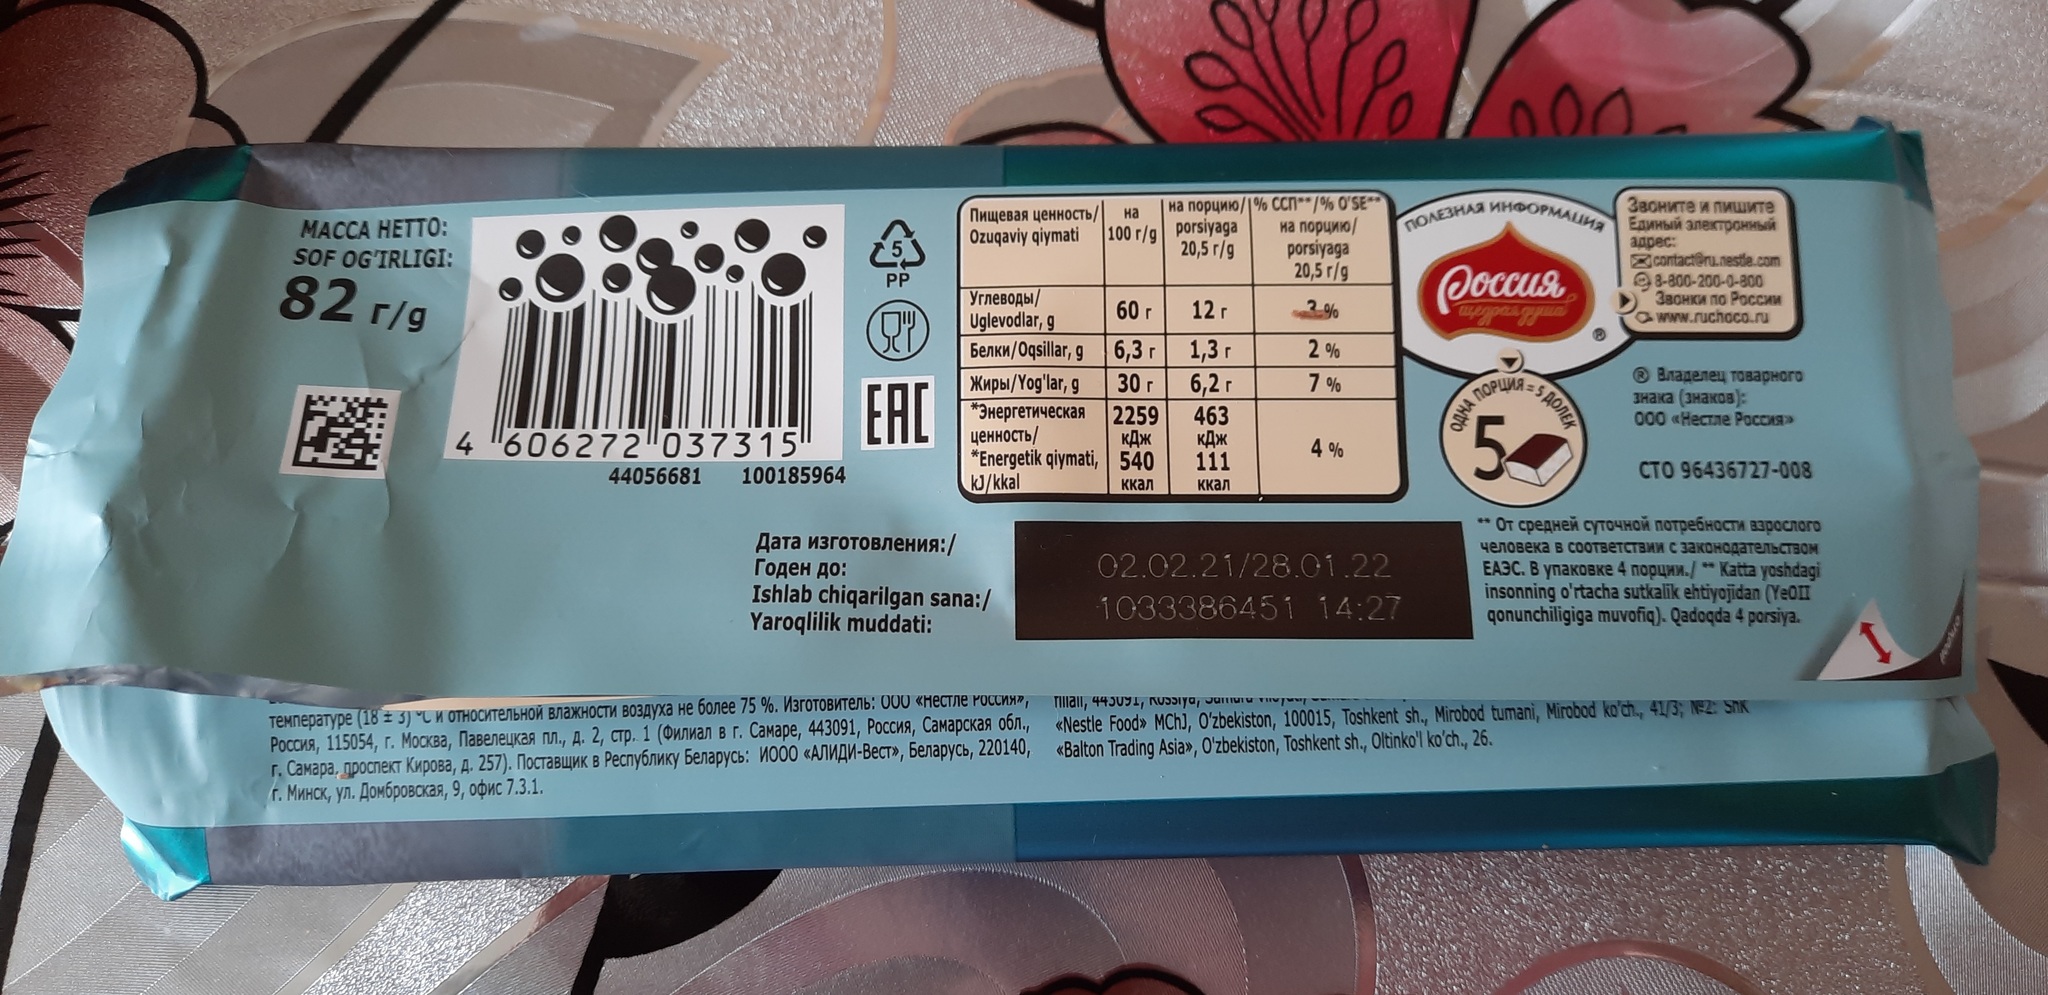 МАССА НЕТТО:
SOF OG'IRLIGI:
82 г/g
4 606272 037315
44056681 100185964
5
PP
EAC
Пищевая ценность/
Ozuqaviy qiymati
на
100 г/g
на порцию/
porsiyaga
20,5 г/g
% ССП**/% O'SE**
на порцию/
porsiyaga
20,5 г/g
Углеводы/
Uglevodlar, g
60 г
12 г
3 %
Белки/Oqsillar, g
6,3 г
1,3 г
2 %
Жиры/Yog'lar, g
30 г
6,2 г
7 %
*Энергетическая
ценность/
*Energetik qiymati,
kJ/kkal
2259
кДж
540
ккал
463
кДж
111
ккал
4 %
ПОЛЕЗНАЯ ИНФОРМАЦИЯ
Россия
щедрая душа
®
Звоните и пишите
Единый электронный
адрес:
contact@ru.nestle.com
8-800-200-0-800
Звонки по России
www.ruchoco.ru
ОДНА ПОРЦИЯ = 5 ДОЛЕК
5
® Владелец товарного
знака (знаков):
ООО «Нестле Россия»
СТО 96436727-008
Дата изготовления:/
Годен до:
Ishlab chiqarilgan sana:/
Yaroqlilik muddati:
02.02.21/28.01.22
1033386451 14:27
** От средней суточной потребности взрослого
человека в соответствии с законодательством
ЕАЭС. В упаковке 4 порции./ ** Katta yoshdagi
insonning o'rtacha sutkalik ehtiyojidan (YeOII
qonunchiligiga muvofiq). Qadoqda 4 porsiya.
температуре (18 ± 3) °С и относительной влажности воздуха не более 75 %. Изготовитель: ООО «Нестле Россия»,
Россия, 115054, г. Москва, Павелецкая пл., д. 2, стр. 1 (Филиал в г. Самаре, 443091, Россия, Самарская обл.,
г. Самара, проспект Кирова, д. 257). Поставщик в Республику Беларусь: ИООО «АЛИДИ-Вест», Беларусь, 220140,
г. Минск, ул. Домбровская, 9, офис 7.3.1.
filiali, 443091, Rossiya,
«Nestle Food» MChJ, O'zbekiston, 100015, Toshkent sh., Mirobod tumani, Mirobod ko'ch., 41/3; №2: ShK
«Balton Trading Asia», O'zbekiston, Toshkent sh., Oltinko'l ko'ch., 26.